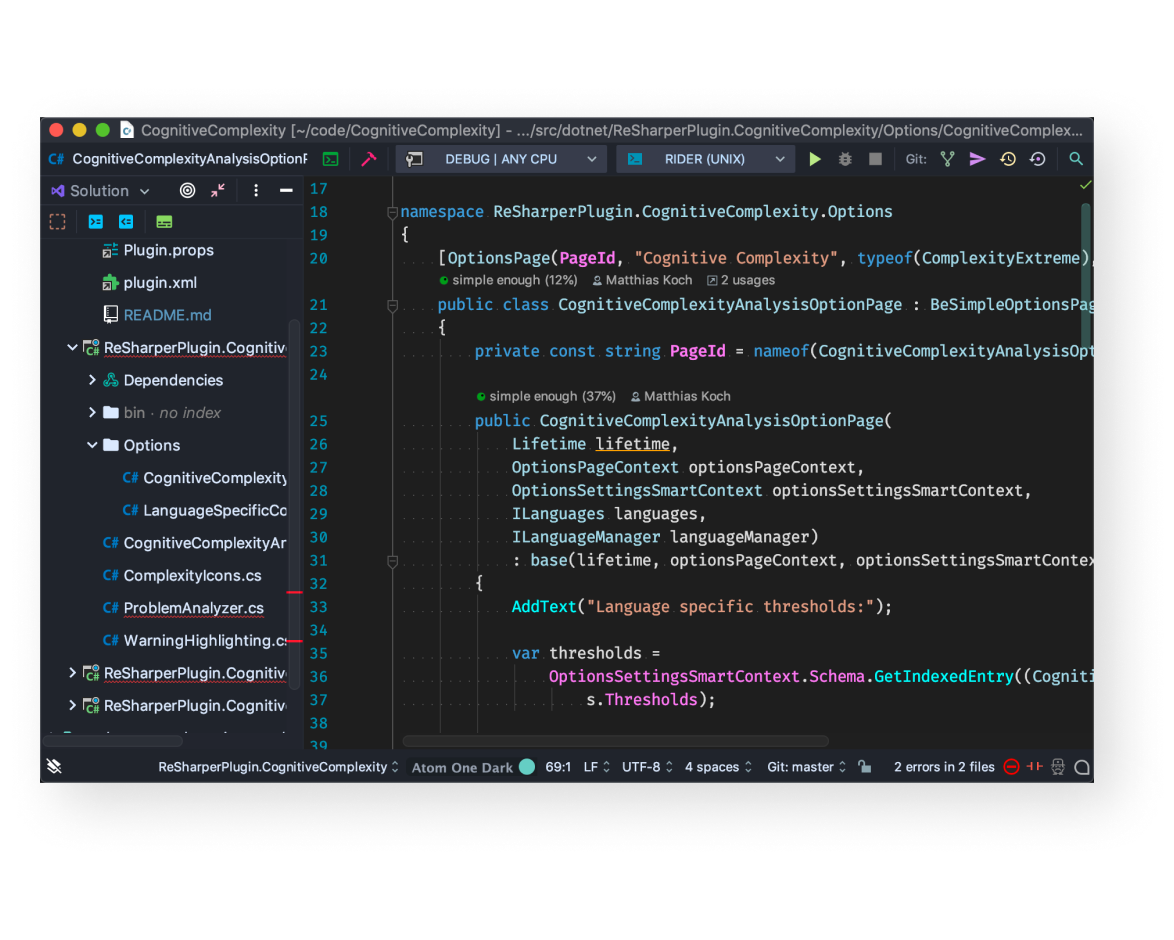 CognitiveComplexity [~/code/CognitiveComplexity] - .../src/dotnet/ReSharperPlugin.CognitiveComplexity/Options/CognitiveComplex...
C# CognitiveComplexityAnalysisOptionP DEBUG | ANY CPU RIDER (UNIX) Git:
Solution
Plugin.props
plugin.xml
README.md
C# ReSharperPlugin.Cognitive
Dependencies
bin · no index
Options
C# CognitiveComplexity
C# LanguageSpecificCo
C# CognitiveComplexityAr
C# ComplexityIcons.cs
C# ProblemAnalyzer.cs
C# WarningHighlighting.cs
C# ReSharperPlugin.Cognitive
C# ReSharperPlugin.Cognitive
17
18 namespace ReSharperPlugin.CognitiveComplexity.Options
19 {
20 [OptionsPage(PageId, "Cognitive Complexity", typeof(ComplexityExtreme),
simple enough (12%) Matthias Koch 2 usages
21 public class CognitiveComplexityAnalysisOptionPage : BeSimpleOptionsPag
22 {
23 private const string PageId = nameof(CognitiveComplexityAnalysisOpt
24
simple enough (37%) Matthias Koch
25 public CognitiveComplexityAnalysisOptionPage(
26 Lifetime lifetime,
27 OptionsPageContext optionsPageContext,
28 OptionsSettingsSmartContext optionsSettingsSmartContext,
29 ILanguages languages,
30 ILanguageManager languageManager)
31 : base(lifetime, optionsPageContext, optionsSettingsSmartContex
32 {
33 AddText("Language specific thresholds:");
34
35 var thresholds =
36 OptionsSettingsSmartContext.Schema.GetIndexedEntry((Cogniti
37 s.Thresholds);
38
39
ReSharperPlugin.CognitiveComplexity Atom One Dark 69:1 LF UTF-8 4 spaces Git: master 2 errors in 2 files